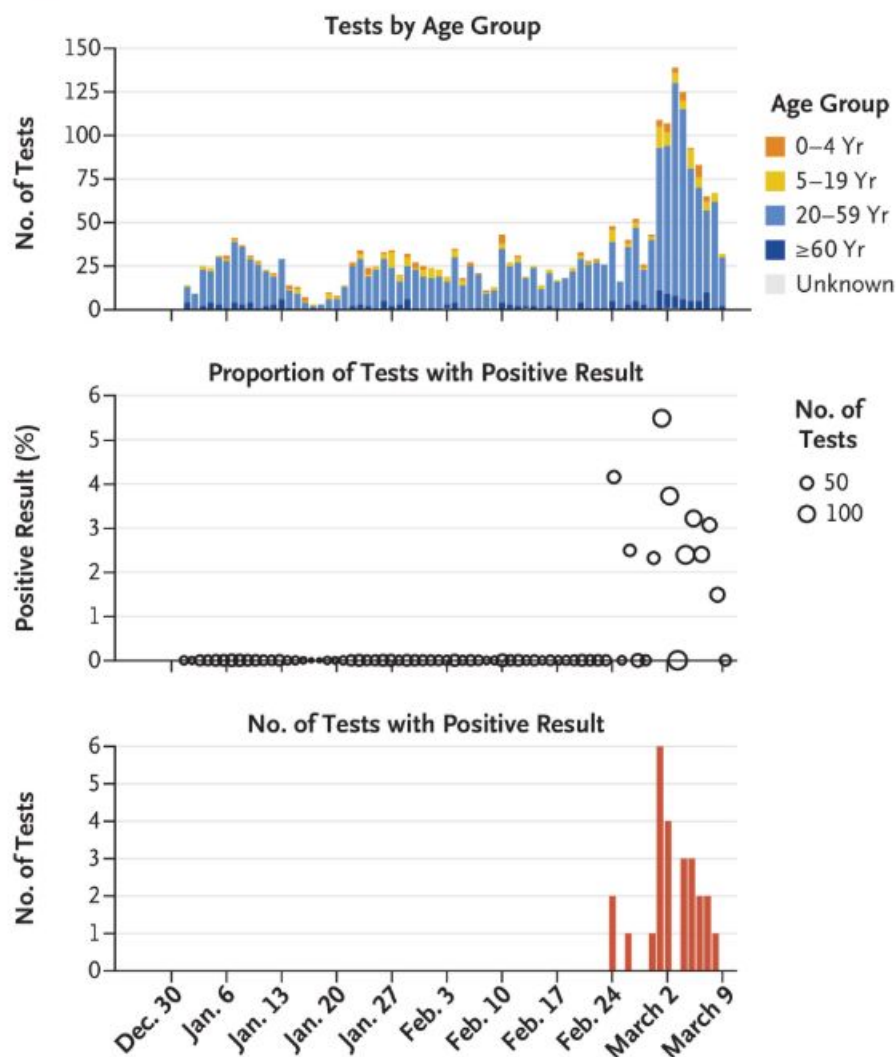 Tests by Age Group
No. of Tests
150
125
100
75
50
25
0
Age Group
0–4 Yr
5–19 Yr
20–59 Yr
≥60 Yr
Unknown
Proportion of Tests with Positive Result
Positive Result (%)
6
5
4
3
2
1
0
No. of
Tests
50
100
No. of Tests with Positive Result
No. of Tests
6
5
4
3
2
1
0
Dec. 30
Jan. 6
Jan. 13
Jan. 20
Jan. 27
Feb. 3
Feb. 10
Feb. 17
Feb. 24
March 2
March 9